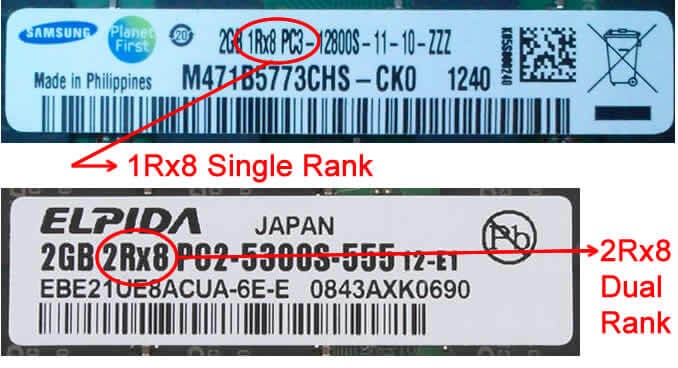 SAMSUNG Planet First 20 2GB 1Rx8 PC3-12800S-11-10-ZZZ
Made in Philippines M471B5773CHS-CK0 1240
1Rx8 Single Rank
ELPIDA JAPAN Pb
2GB 2Rx8 PC2-5300S-555 12-E1
EBE21UE8ACUA-6E-E 0843AXK0690
2Rx8
Dual
Rank